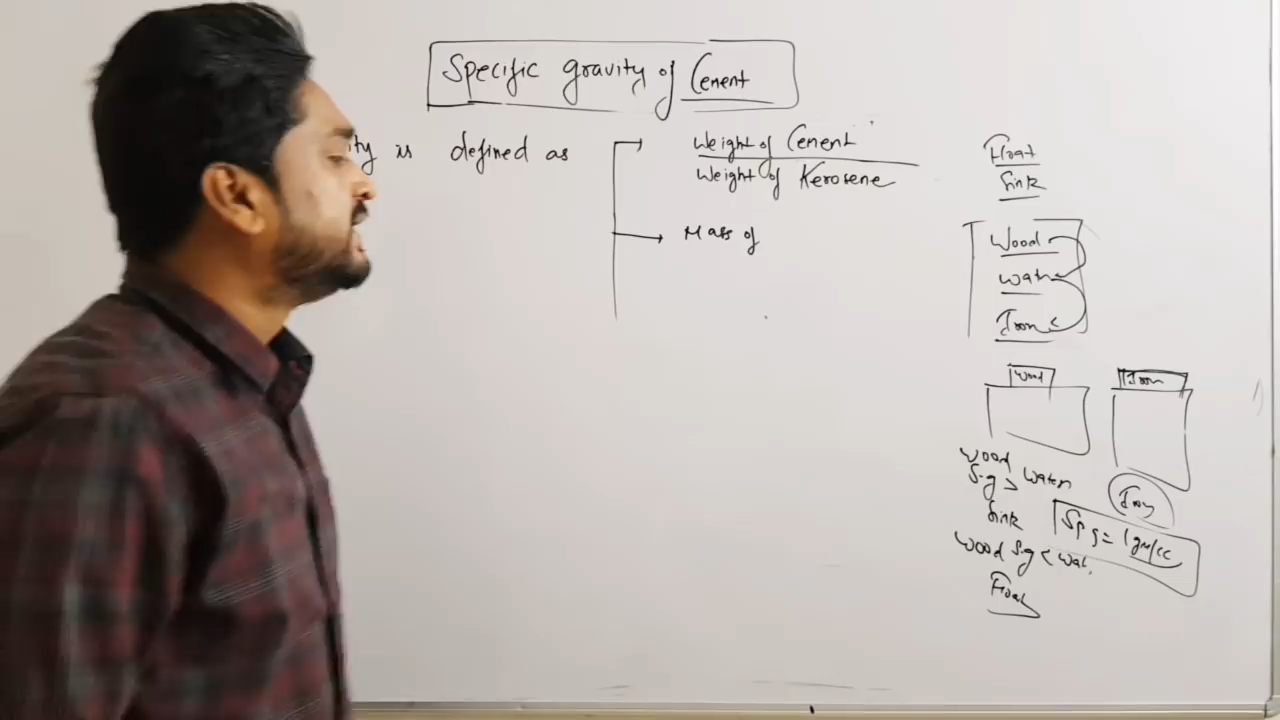 Specific gravity of Cement
ity is defined as
Weight of Cement
Weight of Kerosene
Mass of
Float
Sink
Wood
Water
Iron
Wood
Iron
Wood
S.g > Water
Sink
Iron
Sp g = 1 gm/cc
Wood S.g < Wat.
Float